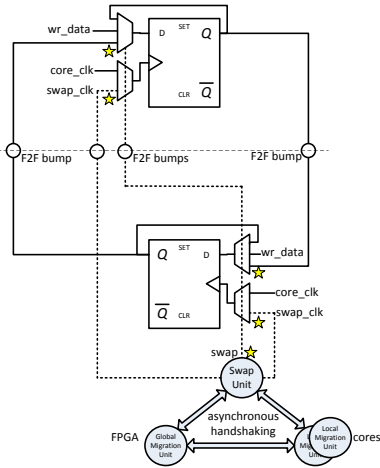 wr_data
D
SET
Q
core_clk
swap_clk
CLR
Q
F2F bump
F2F bumps
F2F bump
Q
SET
D
wr_data
Q
CLR
core_clk
swap_clk
swap
Swap
Unit
asynchronous
handshaking
FPGA
Global
Migration
Unit
Local
Migration
Unit
cores